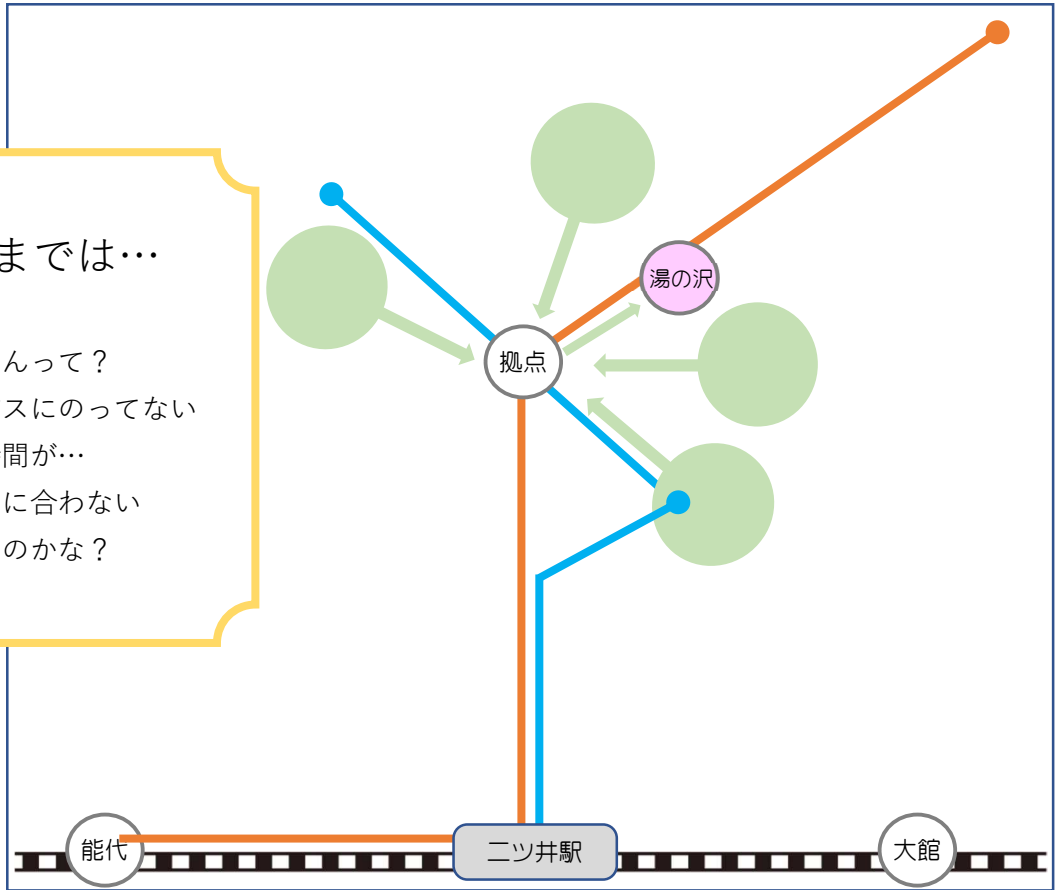 までは…
んって？
スにのってない
間が…
に合わない
のかな？
湯の沢
拠点
能代
二ツ井駅
大館